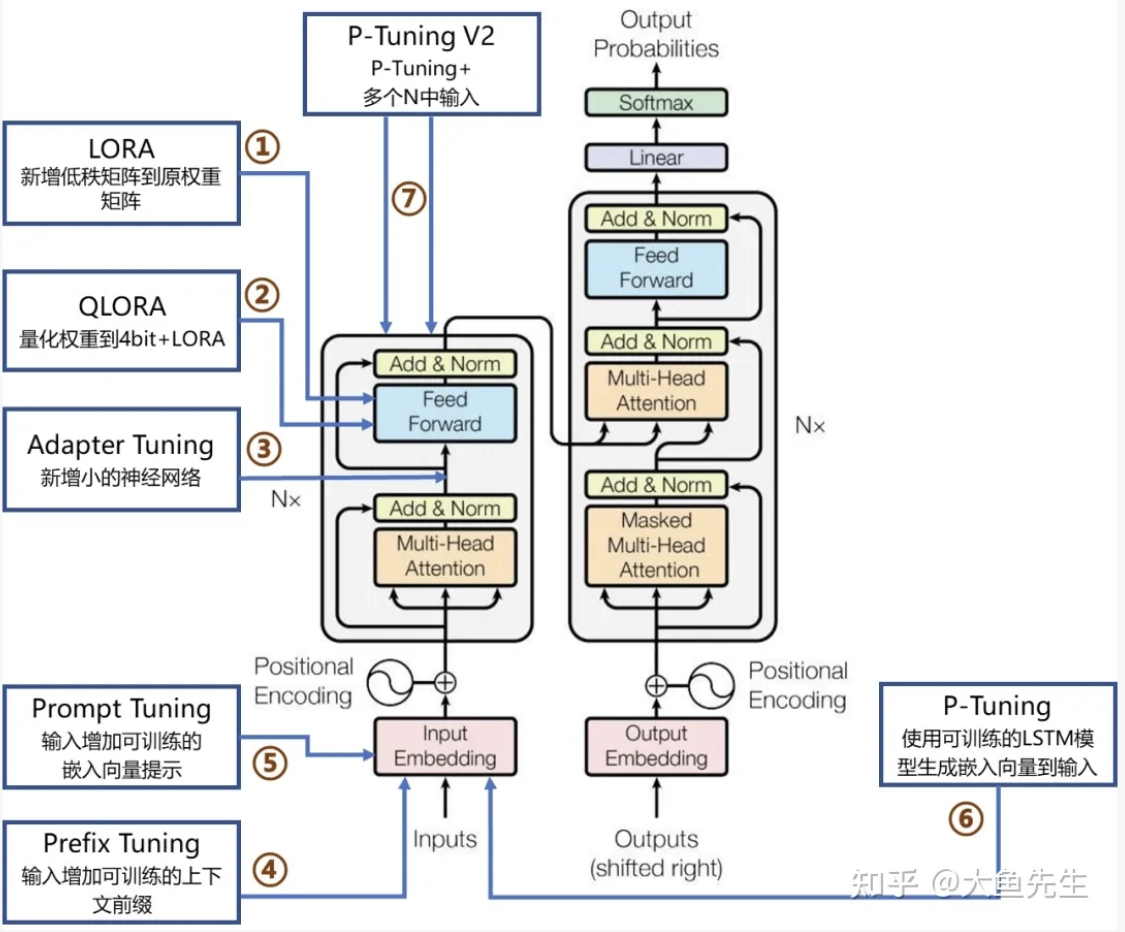 P-Tuning V2
P-Tuning+
多个N中输入
LORA
新增低秩矩阵到原权重
矩阵
①
QLORA
量化权重到4bit+LORA
②
Adapter Tuning
新增小的神经网络
③
⑦
Nx
Add & Norm
Feed
Forward
Add & Norm
Multi-Head
Attention
Positional
Encoding
Input
Embedding
Inputs
Prompt Tuning
输入增加可训练的
嵌入向量提示
⑤
Prefix Tuning
输入增加可训练的上下
文前缀
④
Output
Probabilities
Softmax
Linear
Add & Norm
Feed
Forward
Add & Norm
Multi-Head
Attention
Nx
Add & Norm
Masked
Multi-Head
Attention
Positional
Encoding
Output
Embedding
Outputs
(shifted right)
P-Tuning
使用可训练的LSTM模
型生成嵌入向量到输入
⑥
知乎 @大鱼先生